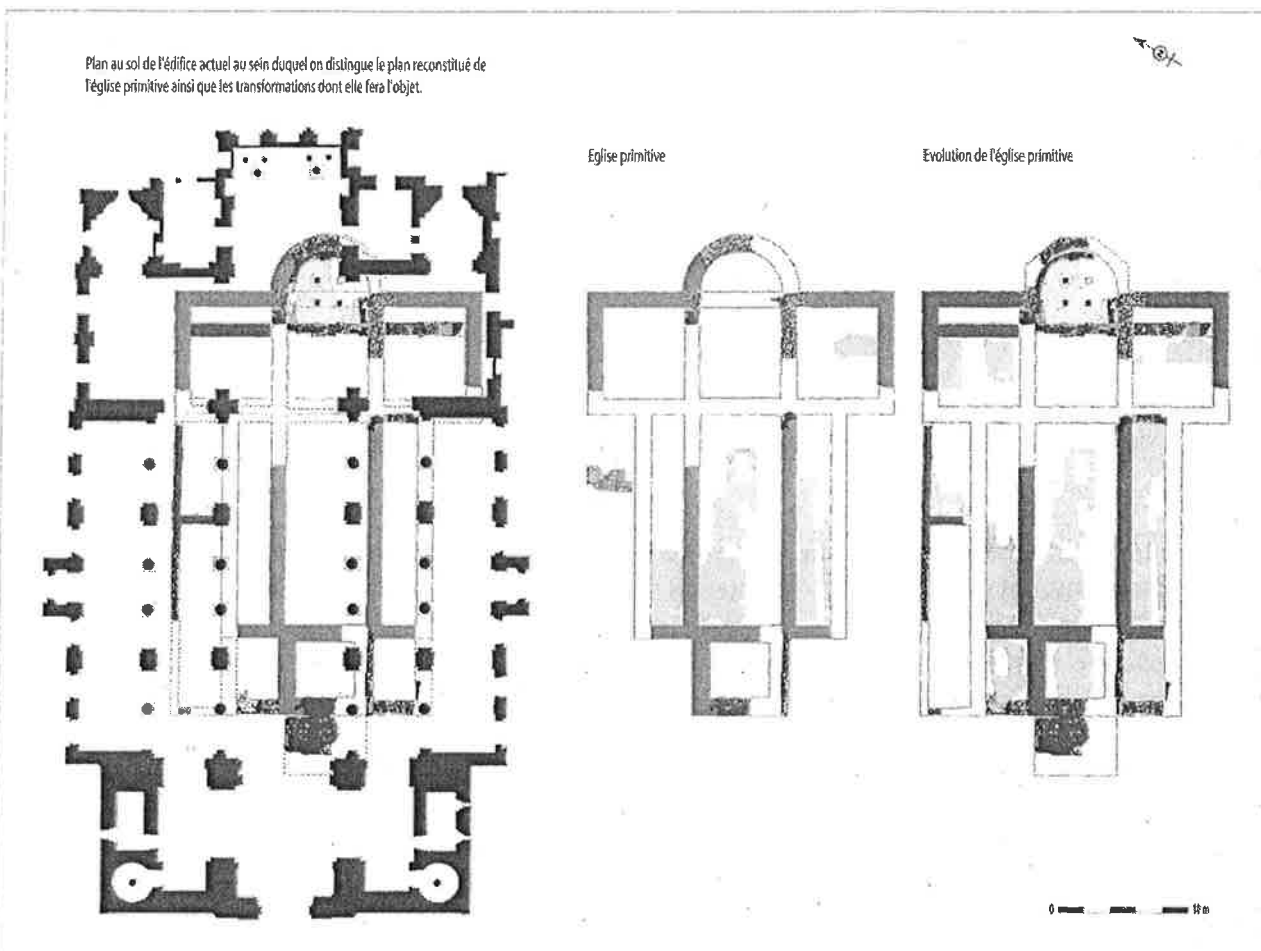 Plan au sol de l'édifice actuel au sein duquel on distingue le plan reconstitué de
l'église primitive ainsi que les transformations dont elle fera l'objet.
Eglise primitive
Evolution de l'église primitive
0